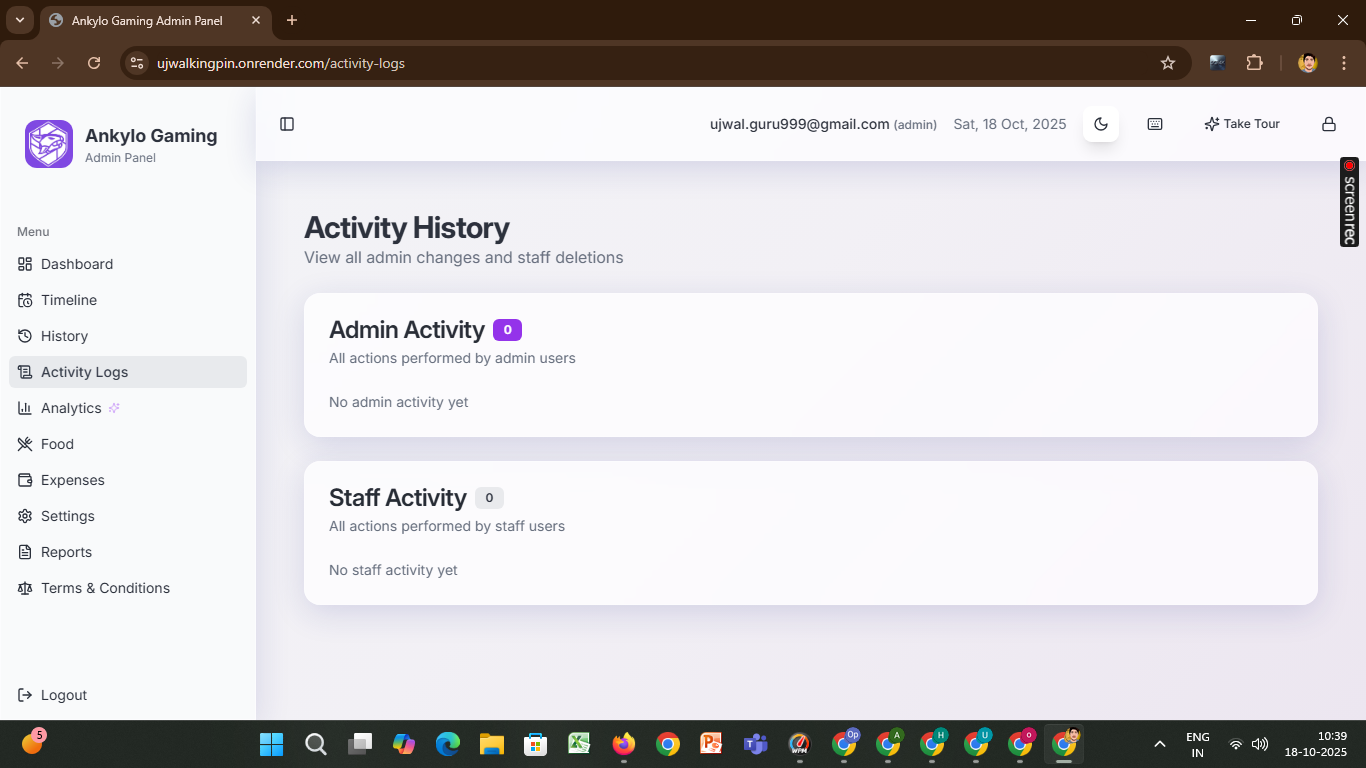 Ankylo Gaming Admin Panel
ujwalkingpin.onrender.com/activity-logs
Ankylo Gaming
Admin Panel
ujwal.guru999@gmail.com (admin)
Sat, 18 Oct, 2025
Take Tour
screenrec
Menu
Dashboard
Timeline
History
Activity Logs
Analytics
Food
Expenses
Settings
Reports
Terms & Conditions
Logout
Activity History
View all admin changes and staff deletions
Admin Activity 0
All actions performed by admin users
No admin activity yet
Staff Activity 0
All actions performed by staff users
No staff activity yet
5
Op
A
H
U
o
ENG
IN
10:39
18-10-2025